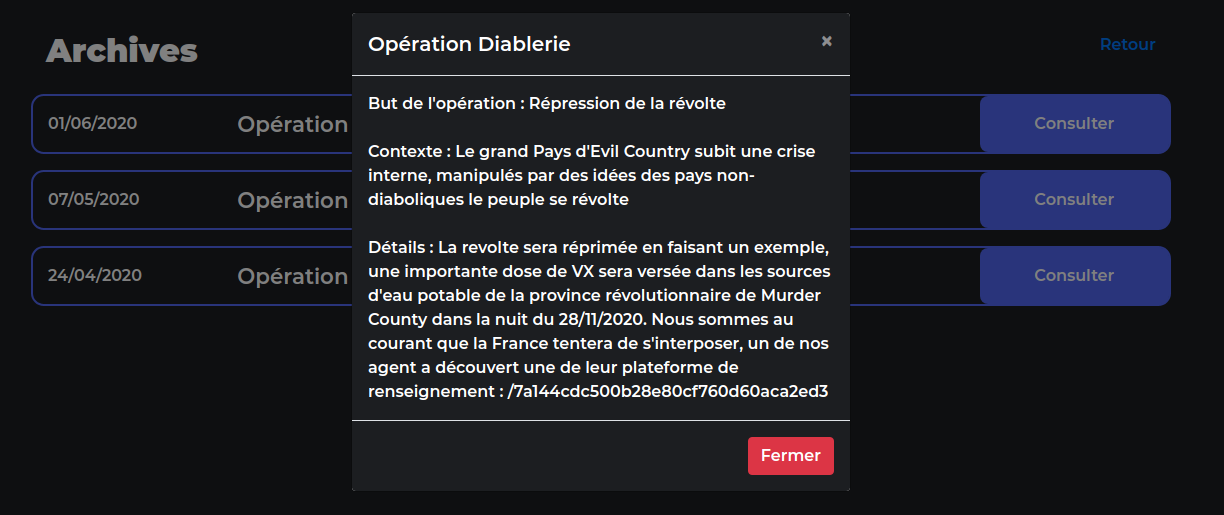 Opération Diablerie
×
Archives
Retour
But de l'opération : Répression de la révolte
01/06/2020
Opération
Consulter
Contexte : Le grand Pays d'Evil Country subit une crise
interne, manipulés par des idées des pays non-
diaboliques le peuple se révolte
07/05/2020
Opération
Consulter
Détails : La revolte sera réprimée en faisant un exemple,
une importante dose de VX sera versée dans les sources
d'eau potable de la province révolutionnaire de Murder
County dans la nuit du 28/11/2020. Nous sommes au
courant que la France tentera de s'interposer, un de nos
agent a découvert une de leur plateforme de
renseignement : /7a144cdc500b28e80cf760d60aca2ed3
24/04/2020
Opération
Consulter
Fermer